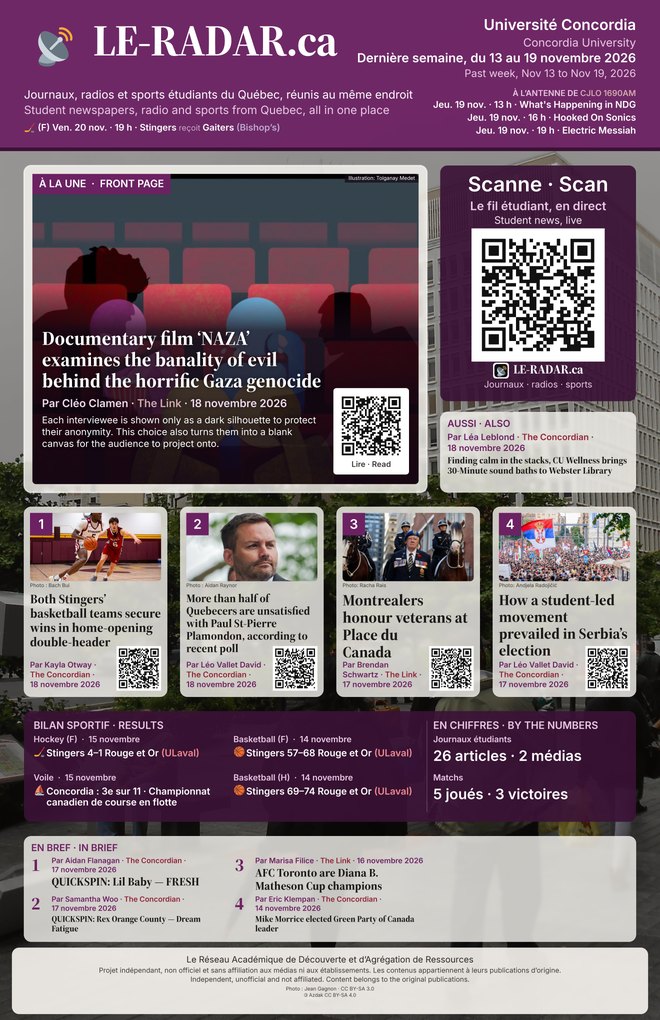 LE-RADAR.ca
Journaux, radios et sports étudiants du Québec, réunis au même endroit
Student newspapers, radio and sports from Quebec, all in one place
(F) Ven. 20 nov. · 19 h · Stingers reçoit Gaiters (Bishop's)
Université Concordia
Concordia University
Dernière semaine, du 13 au 19 novembre 2026
Past week, Nov 13 to Nov 19, 2026
À L'ANTENNE DE CJLO 1690AM
Jeu. 19 nov. · 13 h · What's Happening in NDG
Jeu. 19 nov. · 16 h · Hooked On Sonics
Jeu. 19 nov. · 19 h · Electric Messiah
À LA UNE · FRONT PAGE
Illustration: Tolganay Medet
Documentary film ‘NAZA’
examines the banality of evil
behind the horrific Gaza genocide
Par Cléo Clamen · The Link · 18 novembre 2026
Each interviewee is shown only as a dark silhouette to protect
their anonymity. This choice also turns them into a blank
canvas for the audience to project onto.
Lire · Read
Scanne · Scan
Le fil étudiant, en direct
Student news, live
LE-RADAR.ca
Journaux · radios · sports
AUSSI · ALSO
Par Léa Leblond · The Concordian ·
18 novembre 2026
Finding calm in the stacks, CU Wellness brings
30-Minute sound baths to Webster Library
1
Photo : Bach Bui
Both Stingers’
basketball teams secure
wins in home-opening
double-header
Par Kayla Otway ·
The Concordian ·
18 novembre 2026
2
Photo : Aidan Raynor
More than half of
Quebecers are unsatisfied
with Paul St-Pierre
Plamondon, according to
recent poll
Par Léo Vallet David ·
The Concordian ·
18 novembre 2026
3
Photo : Racha Rais
Montrealers
honour veterans at
Place du
Canada
Par Brendan
Schwartz · The Link ·
17 novembre 2026
4
Photo: Andjela Radojičić
How a student-led
movement
prevailed in Serbia’s
election
Par Léo Vallet David ·
The Concordian ·
17 novembre 2026
BILAN SPORTIF · RESULTS
Hockey (F) · 15 novembre
Stingers 4–1 Rouge et Or (ULaval)
Voile · 15 novembre
Concordia : 3e sur 11 · Championnat
canadien de course en flotte
Basketball (F) · 14 novembre
Stingers 57–68 Rouge et Or (ULaval)
Basketball (H) · 14 novembre
Stingers 69–74 Rouge et Or (ULaval)
EN CHIFFRES · BY THE NUMBERS
Journaux étudiants
26 articles · 2 médias
Matchs
5 joués · 3 victoires
EN BREF · IN BRIEF
1
Par Aidan Flanagan · The Concordian ·
17 novembre 2026
QUICKSPIN: Lil Baby — FRESH
2
Par Samantha Woo · The Concordian ·
17 novembre 2026
QUICKSPIN: Rex Orange County — Dream
Fatigue
3
Par Marisa Filice · The Link · 16 novembre 2026
AFC Toronto are Diana B.
Matheson Cup champions
4
Par Eric Klempan · The Concordian ·
14 novembre 2026
Mike Morrice elected Green Party of Canada
leader
Le Réseau Académique de Découverte et d'Agrégation de Ressources
Projet indépendant, non officiel et sans affiliation aux médias ni aux établissements. Les contenus appartiennent à leurs publications d'origine.
Independent, unofficial and not affiliated. Content belongs to the original publications.
Photo : Jean Gagnon · CC BY-SA 3.0
Azdak CC BY-SA 4.0